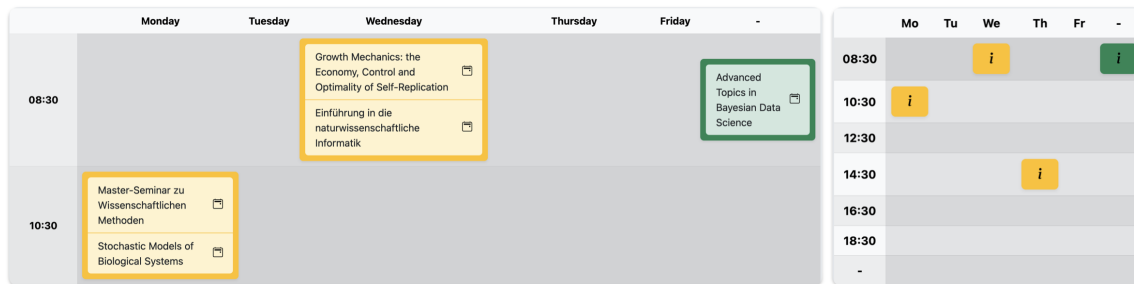 Monday Tuesday Wednesday Thursday Friday -
08:30
Growth Mechanics: the
Economy, Control and
Optimality of Self-Replication
Einführung in die
naturwissenschaftliche
Informatik
Advanced
Topics in
Bayesian Data
Science
10:30
Master-Seminar zu
Wissenschaftlichen
Methoden
Stochastic Models of
Biological Systems
Mo Tu We Th Fr -
08:30 i i
10:30 i
12:30
14:30 i
16:30
18:30
-